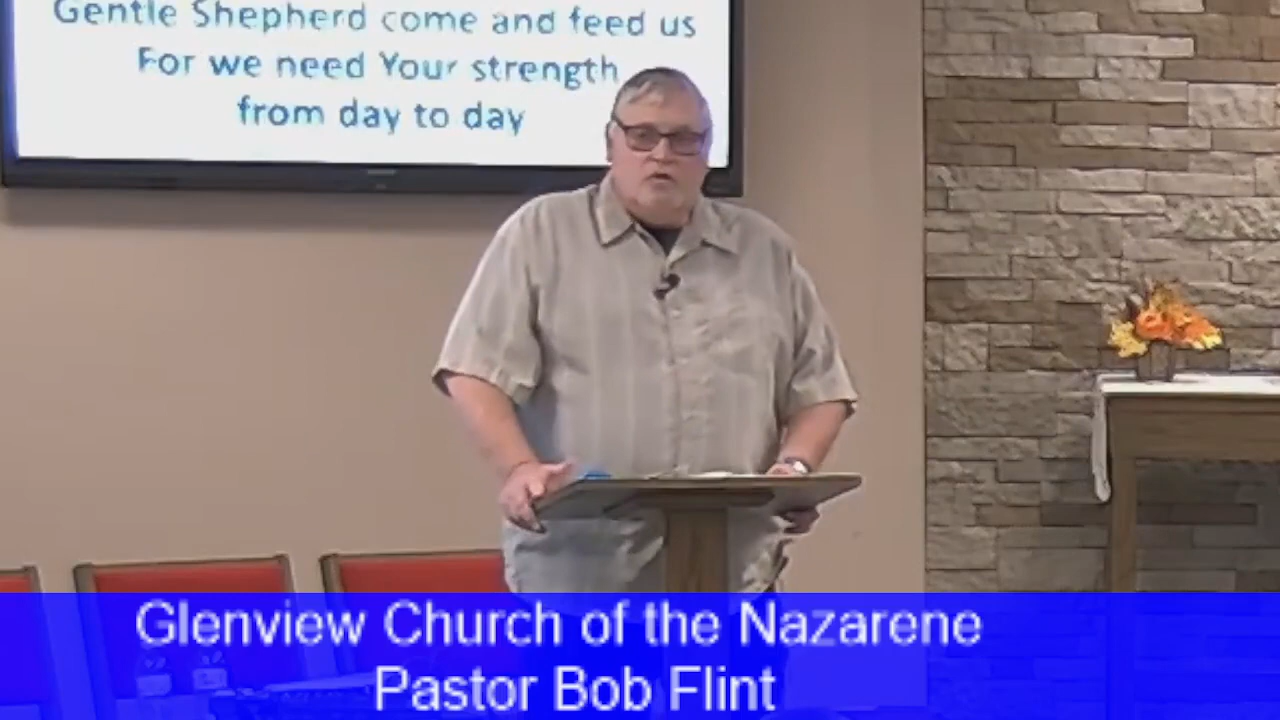 Gentle Shepherd come and feed us
For we need Your strength
from day to day
Glenview Church of the Nazarene
Pastor Bob Flint